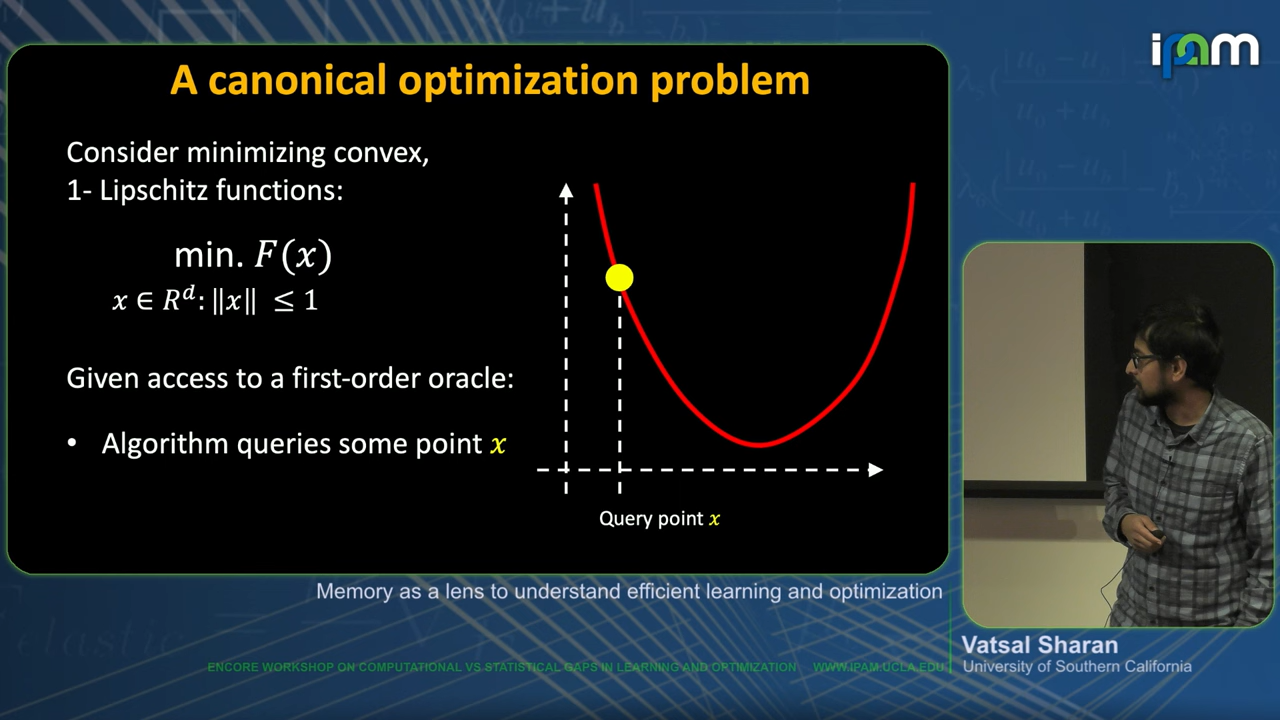 ipam
A canonical optimization problem
Consider minimizing convex,
1- Lipschitz functions:
min. F(x)
x ∈ R^d: ‖x‖ ≤ 1
Given access to a first-order oracle:
• Algorithm queries some point x
Query point x
Memory as a lens to understand efficient learning and optimization
Vatsal Sharan
University of Southern California
ENCORE WORKSHOP ON COMPUTATIONAL VS STATISTICAL GAPS IN LEARNING AND OPTIMIZATION WWW.IPAM.UCLA.EDU